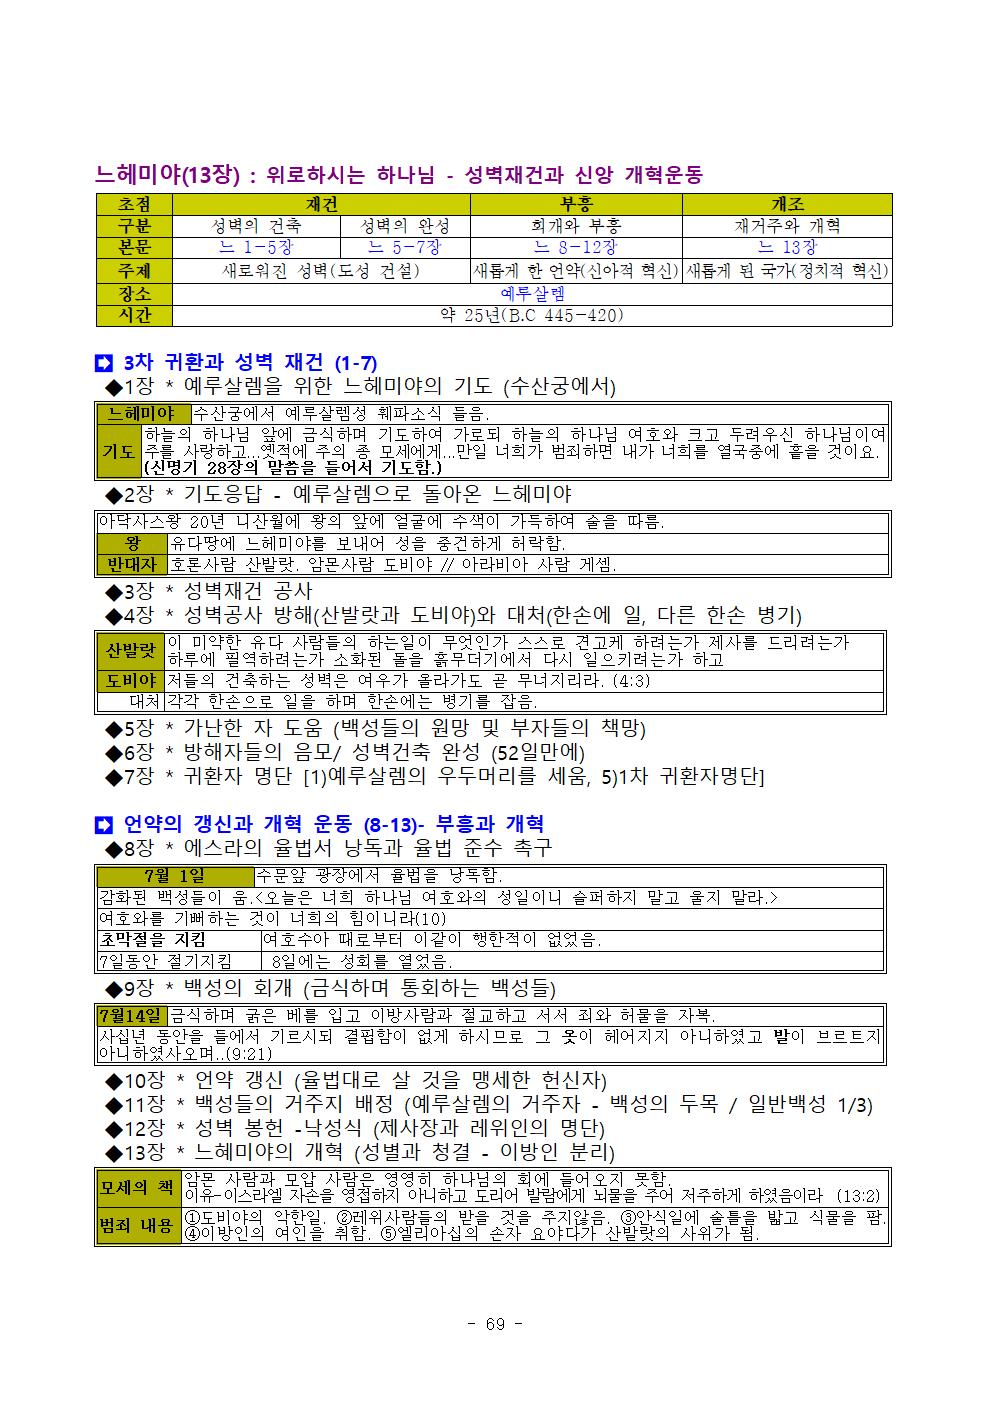 느헤미야(13장) : 위로하시는 하나님 - 성벽재건과 신앙 개혁운동
초점 재건 부흥 개조
구분 성벽의 건축 성벽의 완성 회개와 부흥 재거주와 개혁
본문 느 1-5장 느 5-7장 느 8-12장 느 13장
주제 새로워진 성벽(도성 건설) 새롭게 한 언약(신아적 혁신) 새롭게 된 국가(정치적 혁신)
장소 예루살렘
시간 약 25년(B.C 445-420)
➡ 3차 귀환과 성벽 재건 (1-7)
◆1장 * 예루살렘을 위한 느헤미야의 기도 (수산궁에서)
느헤미야 수산궁에서 예루살렘성 훼파소식 들음.
기도 하늘의 하나님 앞에 금식하며 기도하여 가로되 하늘의 하나님 여호와 크고 두려우신 하나님이여
주를 사랑하고...옛적에 주의 종 모세에게...만일 너희가 범죄하면 내가 너희를 열국중에 흩을 것이요.
(신명기 28장의 말씀을 들어서 기도함.)
◆2장 * 기도응답 - 예루살렘으로 돌아온 느헤미야
아닥사스왕 20년 니산월에 왕의 앞에 얼굴에 수색이 가득하여 술을 따름.
왕 유다땅에 느헤미야를 보내어 성을 중건하게 허락함.
반대자 호론사람 산발랏. 암몬사람 도비야 // 아라비아 사람 게셈.
◆3장 * 성벽재건 공사
◆4장 * 성벽공사 방해(산발랏과 도비야)와 대처(한손에 일, 다른 한손 병기)
산발랏 이 미약한 유다 사람들의 하는일이 무엇인가 스스로 견고케 하려는가 제사를 드리려는가
하루에 필역하려는가 소화된 돌을 흙무더기에서 다시 일으키려는가 하고
도비야 저들의 건축하는 성벽은 여우가 올라가도 곧 무너지리라. (4:3)
대처 각각 한손으로 일을 하며 한손에는 병기를 잡음.
◆5장 * 가난한 자 도움 (백성들의 원망 및 부자들의 책망)
◆6장 * 방해자들의 음모/ 성벽건축 완성 (52일만에)
◆7장 * 귀환자 명단 [1)예루살렘의 우두머리를 세움, 5)1차 귀환자명단]
➡ 언약의 갱신과 개혁 운동 (8-13)- 부흥과 개혁
◆8장 * 에스라의 율법서 낭독과 율법 준수 촉구
7월 1일 수문앞 광장에서 율법을 낭독함.
감화된 백성들이 움.<오늘은 너희 하나님 여호와의 성일이니 슬퍼하지 말고 울지 말라.>
여호와를 기뻐하는 것이 너희의 힘이니라(10)
초막절을 지킴 여호수아 때로부터 이같이 행한적이 없었음.
7일동안 절기지킴 8일에는 성회를 열었음.
◆9장 * 백성의 회개 (금식하며 통회하는 백성들)
7월14일 금식하며 굵은 베를 입고 이방사람과 절교하고 서서 죄와 허물을 자복.
사십년 동안을 들에서 기르시되 결핍함이 없게 하시므로 그 옷이 헤어지지 아니하였고 발이 브르트지
아니하였사오며..(9:21)
◆10장 * 언약 갱신 (율법대로 살 것을 맹세한 헌신자)
◆11장 * 백성들의 거주지 배정 (예루살렘의 거주자 - 백성의 두목 / 일반백성 1/3)
◆12장 * 성벽 봉헌 -낙성식 (제사장과 레위인의 명단)
◆13장 * 느헤미야의 개혁 (성별과 청결 - 이방인 분리)
모세의 책 암몬 사람과 모압 사람은 영영히 하나님의 회에 들어오지 못함.
이유-이스라엘 자손을 영접하지 아니하고 도리어 발람에게 뇌물을 주어 저주하게 하였음이라 (13:2)
범죄 내용 ①도비야의 악한일. ②레위사람들의 받을 것을 주지않음. ③안식일에 술틀을 밟고 식물을 팜.
④이방인의 여인을 취함. ⑤엘리아십의 손자 요야다가 산발랏의 사위가 됨.
- 69 -